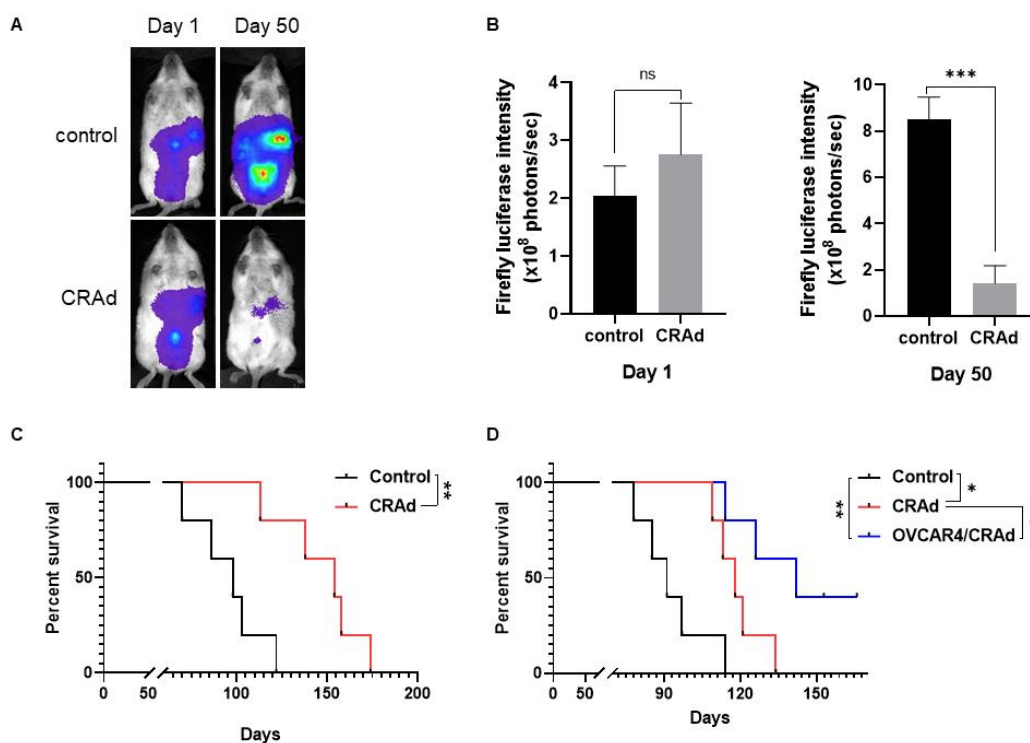 A
Day 1 Day 50
control
CRAd
B
Firefly luciferase intensity
(x10⁸ photons/sec)
4
3
2
1
0
ns
control CRAd
Day 1
Firefly luciferase intensity
(x10⁸ photons/sec)
10
8
6
4
2
0
***
control CRAd
Day 50
C
Percent survival
100
50
0
0 50 100 150 200
Days
Control
CRAd
**
D
Percent survival
100
50
0
0 50 90 120 150
Days
Control
CRAd
OVCAR4/CRAd
**
*